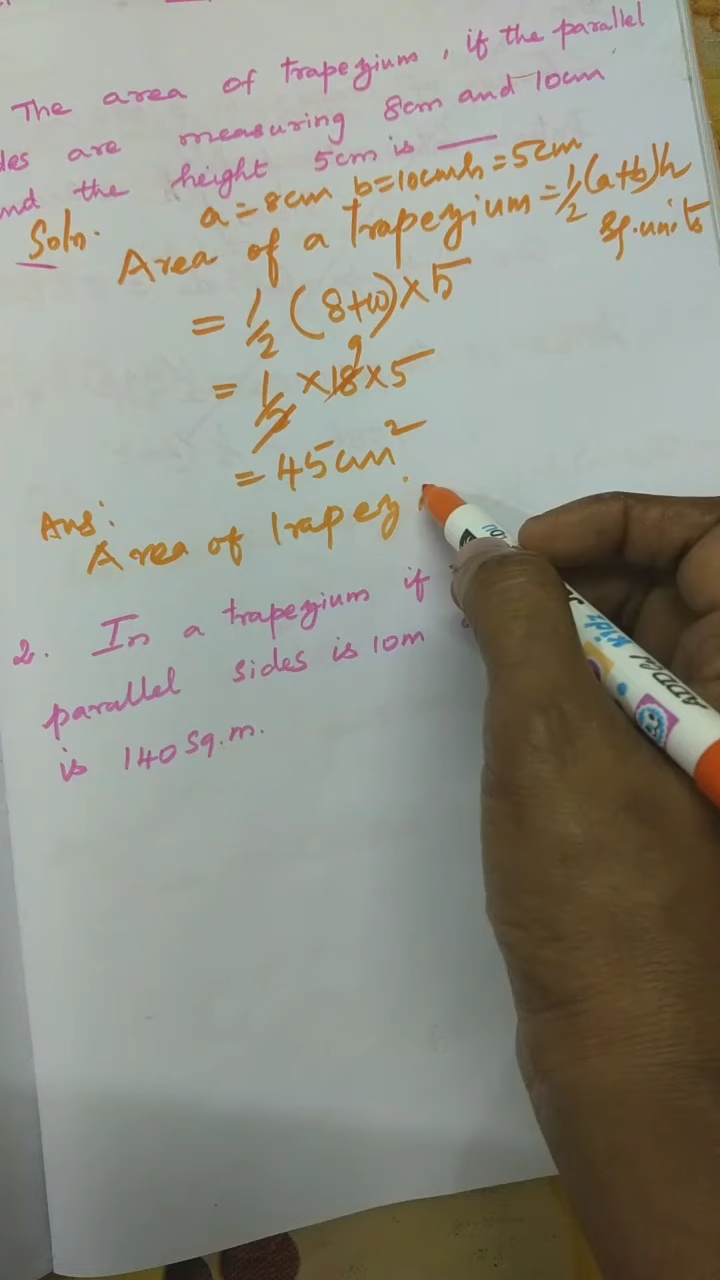 The area of trapezium, if the parallel
des are measuring 8cm and 10cm
nd the height 5cm is ___
Soln. a = 8cm b=10cm h=5cm
Area of a trapezium = 1/2 (a+b)h
sq.units
= 1/2 (8+10)×5
= 1/2 ×18×5
9
= 45cm²
Ans:
Area of Trapez
2. In a trapezium if
parallel sides is 10m
is 140 sq.m.